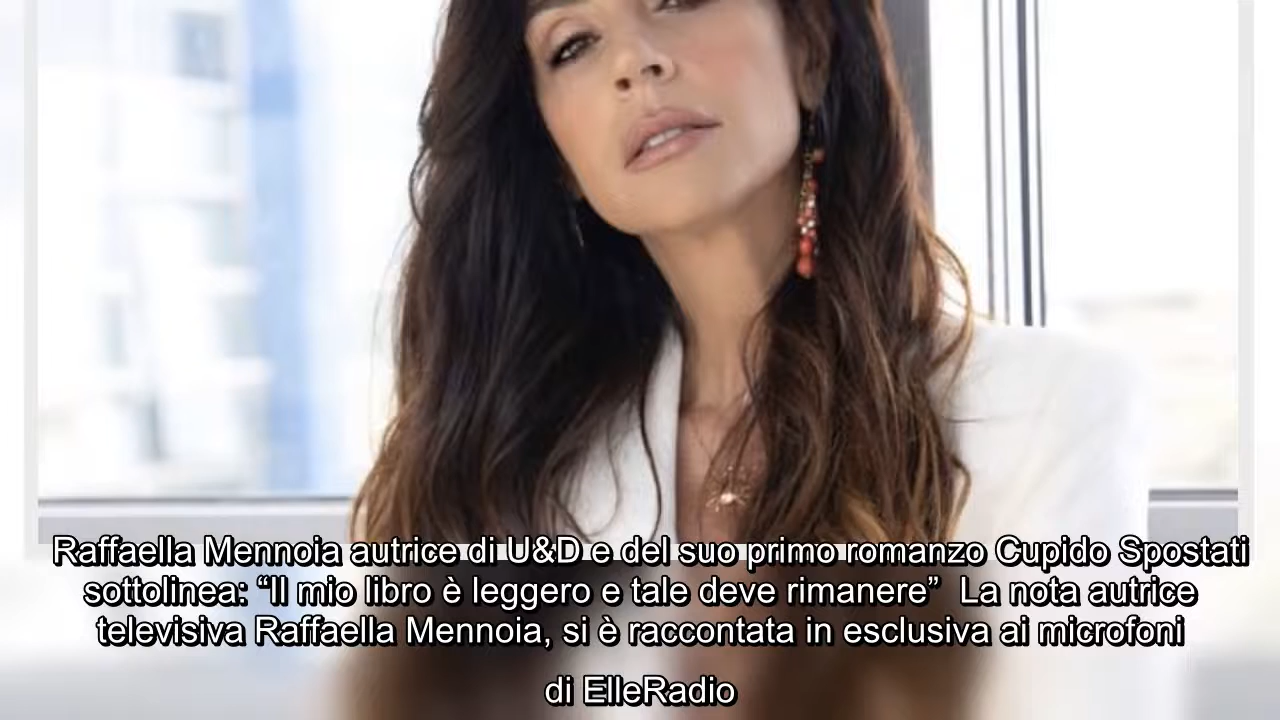 Raffaella Mennoia autrice di U&D e del suo primo romanzo Cupido Spostati
sottolinea: “Il mio libro è leggero e tale deve rimanere”  La nota autrice
televisiva Raffaella Mennoia, si è raccontata in esclusiva ai microfoni
di ElleRadio